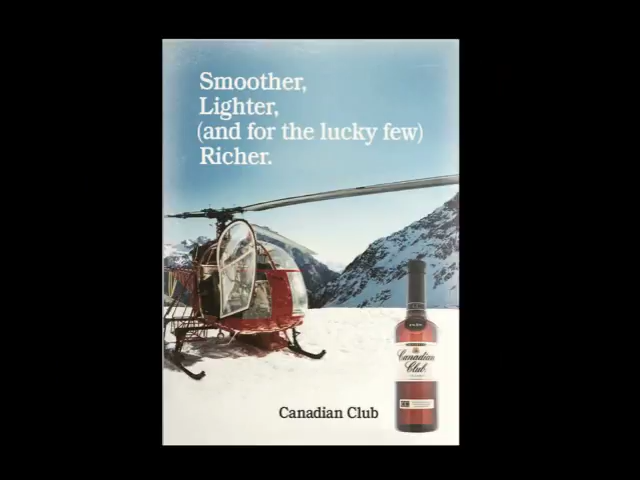 Smoother,
Lighter,
(and for the lucky few)
Richer.
Canadian
Club
Canadian Club